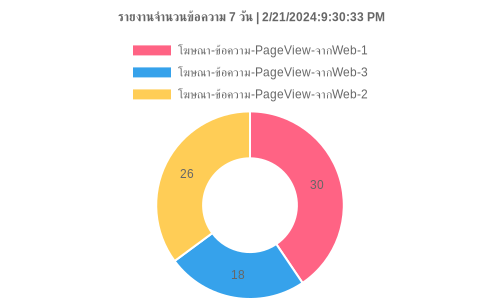 รายงานจำนวนข้อความ 7 วัน | 2/21/2024:9:30:33 PM
โฆษณา-ข้อความ-PageView-จากWeb-1
โฆษณา-ข้อความ-PageView-จากWeb-3
โฆษณา-ข้อความ-PageView-จากWeb-2
26
30
18